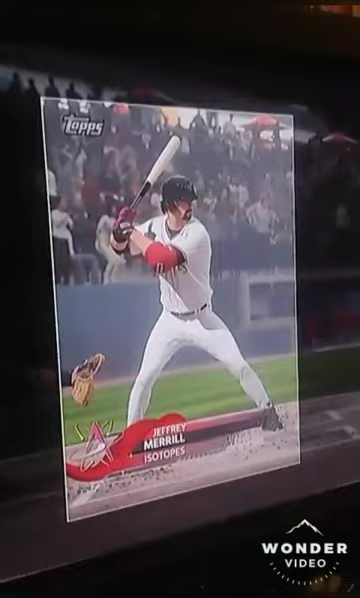 Topps
JEFFREY
MERRILL
ISOTOPES
WONDER
VIDEO